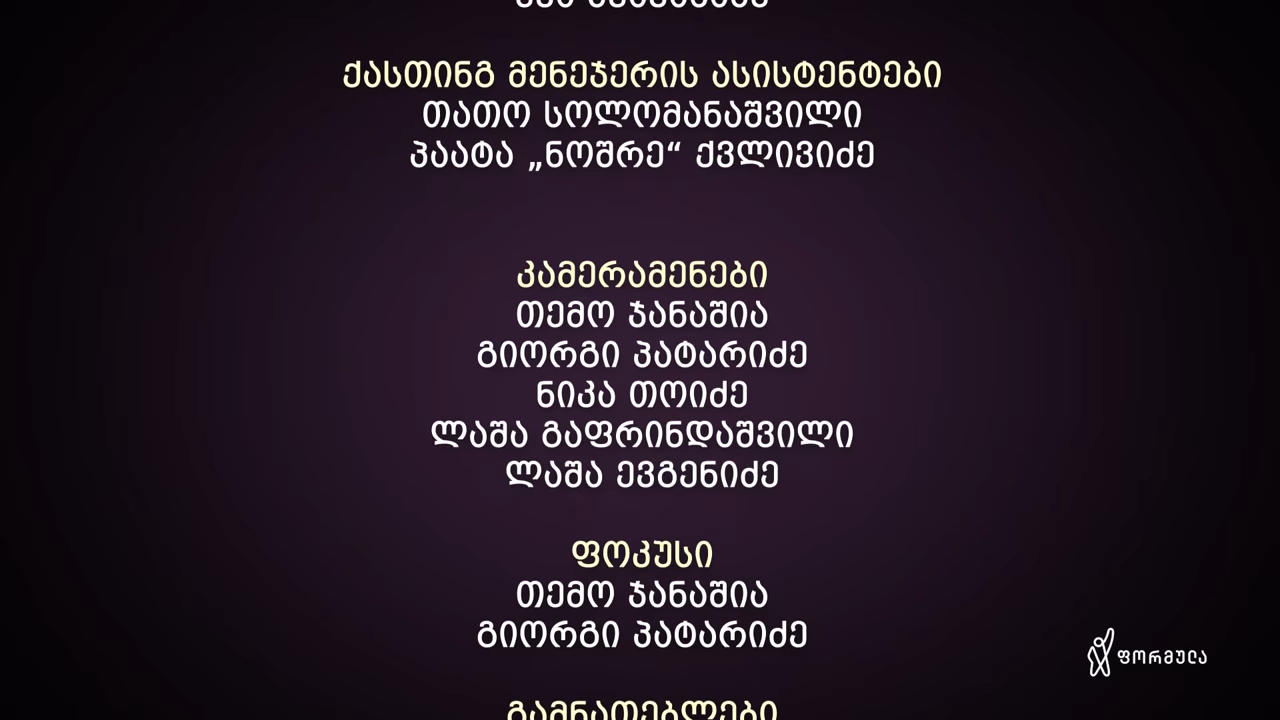 ქასთინგ მენეჯერის ასისტენტები
თათო სოლომანაშვილი
პაატა „ნოშრე“ ქვლივიძე
კამერამენები
თემო ჯანაშია
გიორგი პატარიძე
ნიკა თოიძე
ლაშა გაფრინდაშვილი
ლაშა ევგენიძე
ფოკუსი
თემო ჯანაშია
გიორგი პატარიძე
ფორმულა
გამნათებლები